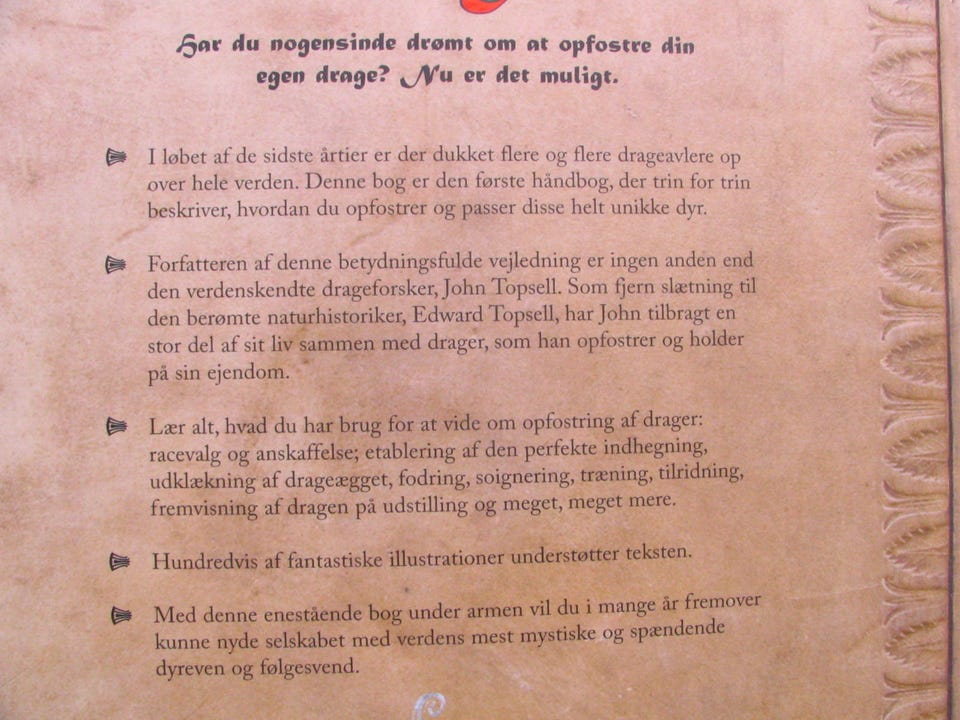 Har du nogensinde drømt om at opfostre din
egen drage? Nu er det muligt.
I løbet af de sidste årtier er der dukket flere og flere drageavlere op
over hele verden. Denne bog er den første håndbog, der trin for trin
beskriver, hvordan du opfostrer og passer disse helt unikke dyr.
Forfatteren af denne betydningsfulde vejledning er ingen anden end
den verdenskendte drageforsker, John Topsell. Som fjern slætning til
den berømte naturhistoriker, Edward Topsell, har John tilbragt en
stor del af sit liv sammen med drager, som han opfostrer og holder
på sin ejendom.
Lær alt, hvad du har brug for at vide om opfostring af drager:
racevalg og anskaffelse; etablering af den perfekte indhegning,
udklækning af drageægget, fodring, soignering, træning, tilridning,
fremvisning af dragen på udstilling og meget, meget mere.
Hundredvis af fantastiske illustrationer understøtter teksten.
Med denne enestående bog under armen vil du i mange år fremover
kunne nyde selskabet med verdens mest mystiske og spændende
dyreven og følgesvend.